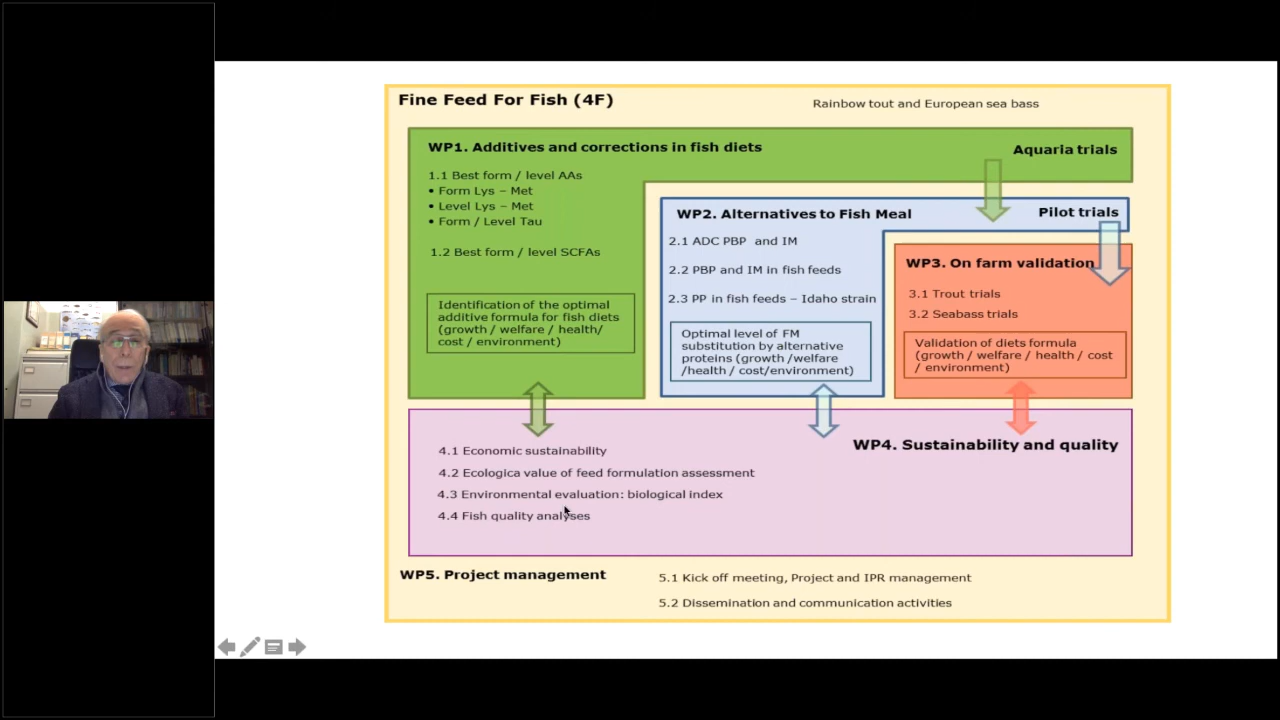 Fine Feed For Fish (4F)
Rainbow tout and European sea bass
WP1. Additives and corrections in fish diets
Aquaria trials
1.1 Best form / level AAs
• Form Lys – Met
• Level Lys – Met
• Form / Level Tau
1.2 Best form / level SCFAs
Identification of the optimal
additive formula for fish diets
(growth / welfare / health/
cost / environment)
WP2. Alternatives to Fish Meal
Pilot trials
2.1 ADC PBP and IM
2.2 PBP and IM in fish feeds
2.3 PP in fish feeds – Idaho strain
Optimal level of FM
substitution by alternative
proteins (growth /welfare
/health / cost/environment)
WP3. On farm validation
3.1 Trout trials
3.2 Seabass trials
Validation of diets formula
(growth / welfare / health / cost
/ environment)
WP4. Sustainability and quality
4.1 Economic sustainability
4.2 Ecologica value of feed formulation assessment
4.3 Environmental evaluation: biological index
4.4 Fish quality analyses
WP5. Project management
5.1 Kick off meeting, Project and IPR management
5.2 Dissemination and communication activities